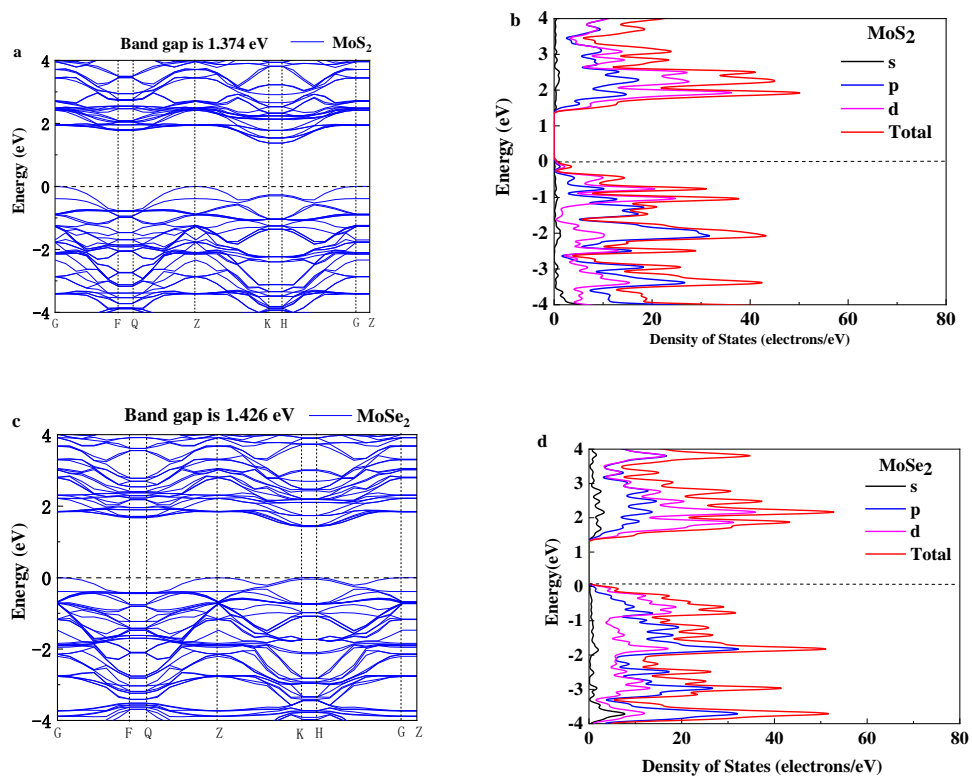 a
Band gap is 1.374 eV
MoS2
4
2
0
-2
-4
Energy (eV)
G
F
Q
Z
K
H
G
Z
b
MoS2
s
p
d
Total
4
3
2
1
0
-1
-2
-3
-4
Energy (eV)
0
20
40
60
80
Density of States (electrons/eV)
c
Band gap is 1.426 eV
MoSe2
4
2
0
-2
-4
Energy (eV)
G
F
Q
Z
K
H
G
Z
d
MoSe2
s
p
d
Total
4
3
2
1
4
0
-1
-2
-3
-4
Energy(eV)
0
20
40
60
80
Density of States (electrons/eV)